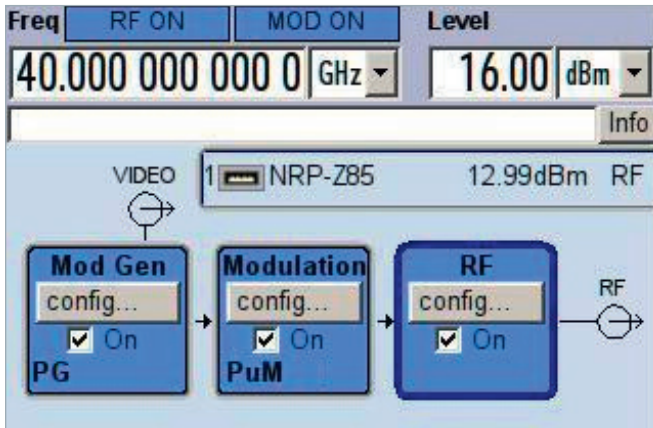 Freq RF ON MOD ON Level
40.000 000 000 0 GHz 16.00 dBm
Info
VIDEO 1 NRP-Z85 12.99dBm RF
Mod Gen Modulation RF
config... config... config... RF
On On On
PG PuM